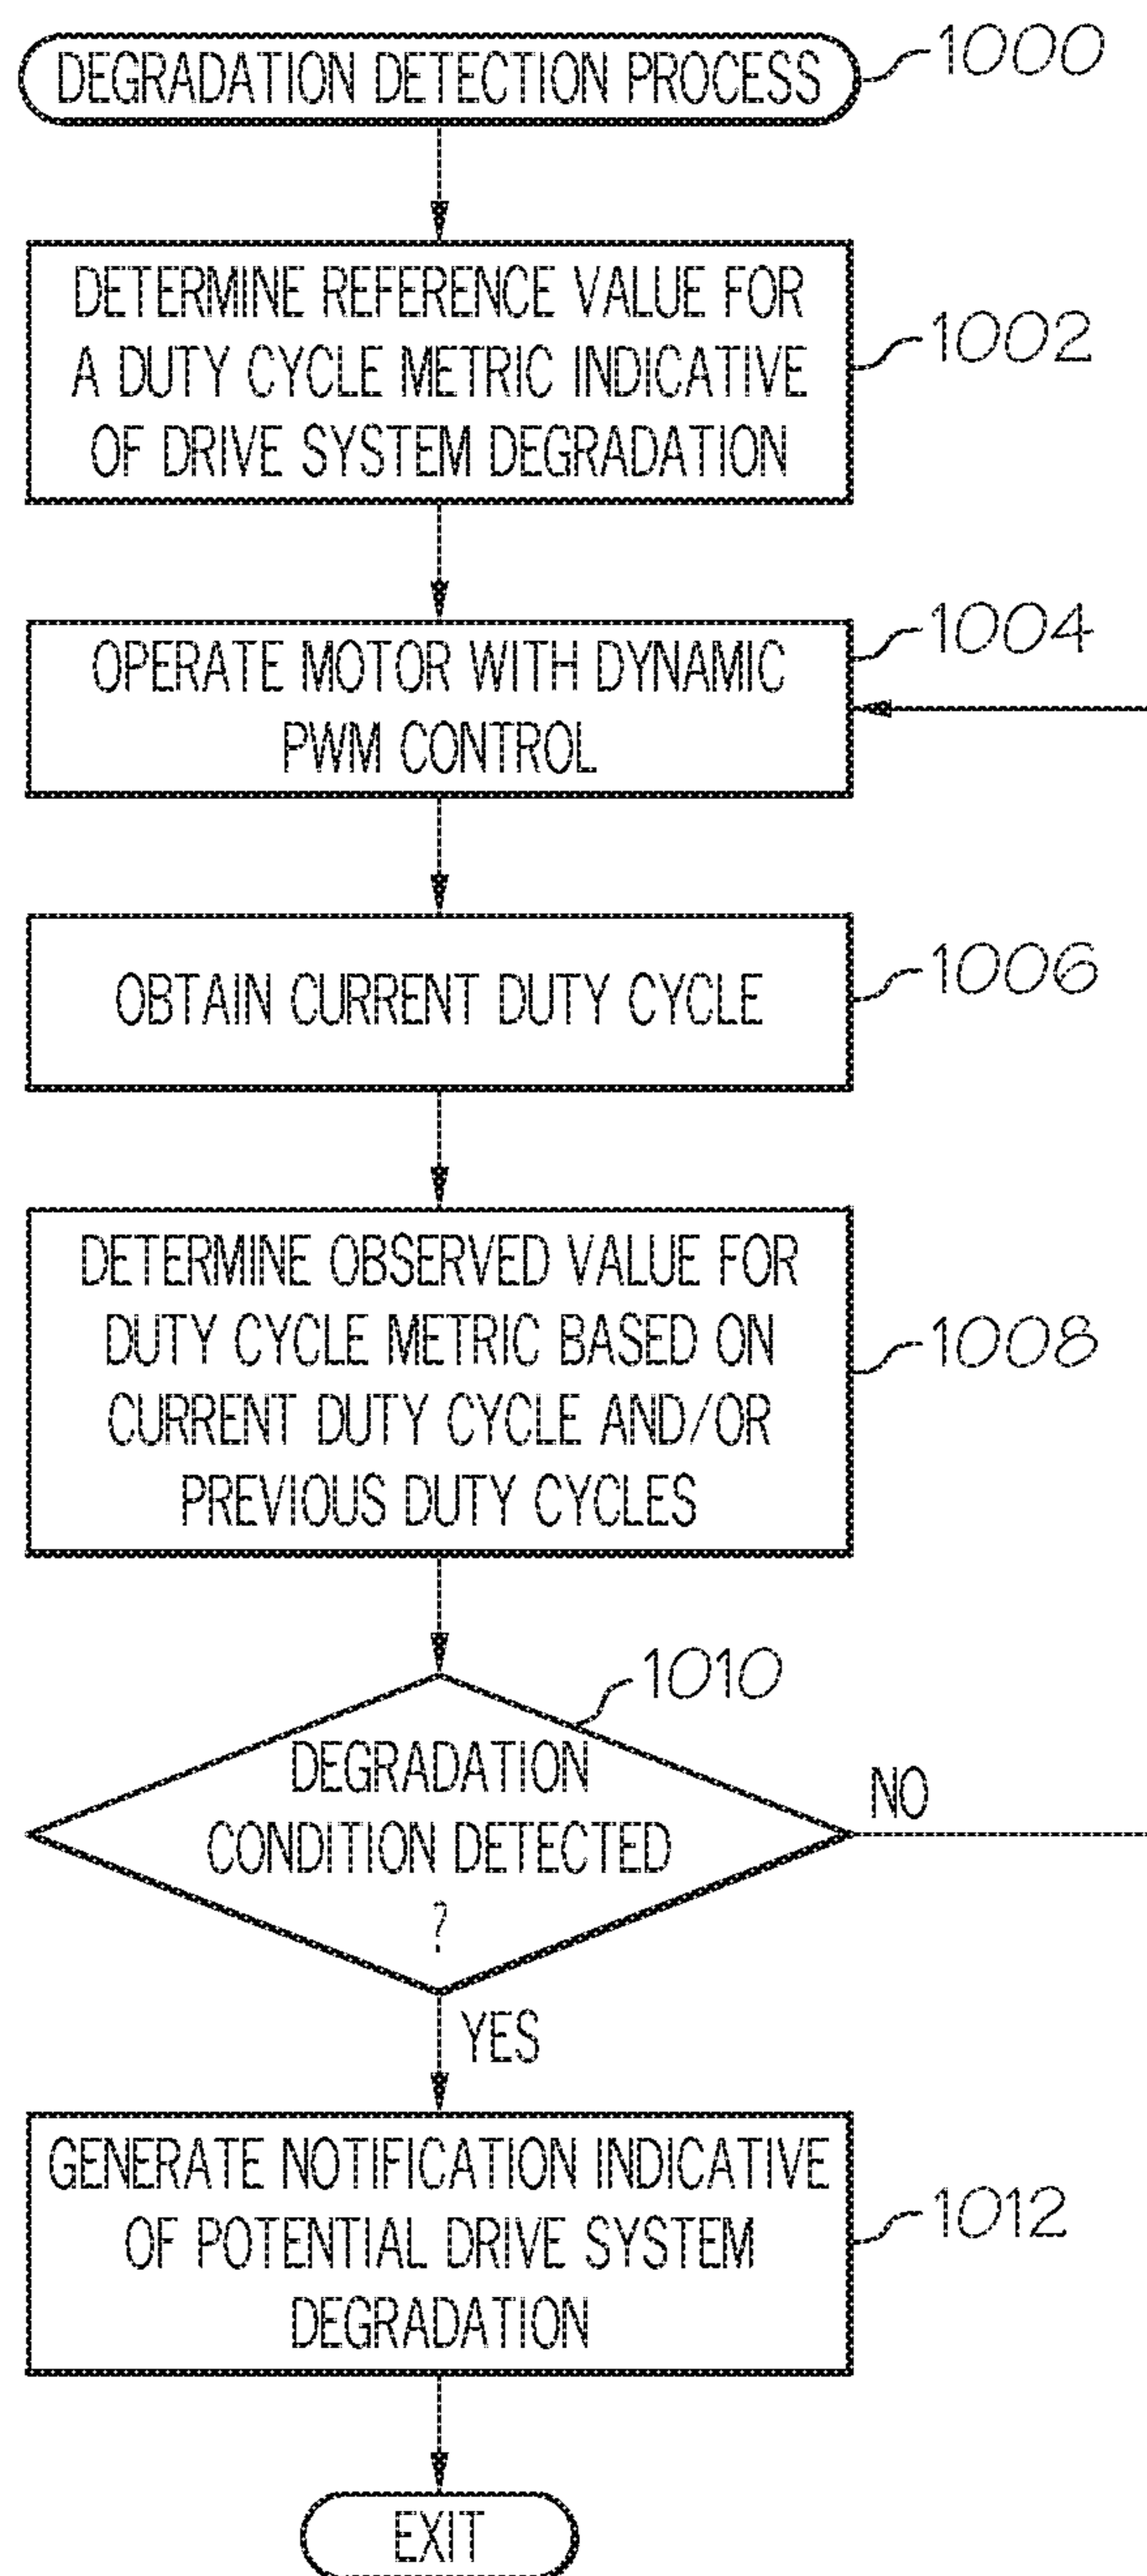 DEGRADATION DETECTION PROCESS
1000
DETERMINE REFERENCE VALUE FOR
A DUTY CYCLE METRIC INDICATIVE
OF DRIVE SYSTEM DEGRADATION
1002
OPERATE MOTOR WITH DYNAMIC
PWM CONTROL
1004
OBTAIN CURRENT DUTY CYCLE
1006
DETERMINE OBSERVED VALUE FOR
DUTY CYCLE METRIC BASED ON
CURRENT DUTY CYCLE AND/OR
PREVIOUS DUTY CYCLES
1008
1010
DEGRADATION
CONDITION DETECTED
?
NO
YES
GENERATE NOTIFICATION INDICATIVE
OF POTENTIAL DRIVE SYSTEM
DEGRADATION
1012
EXIT